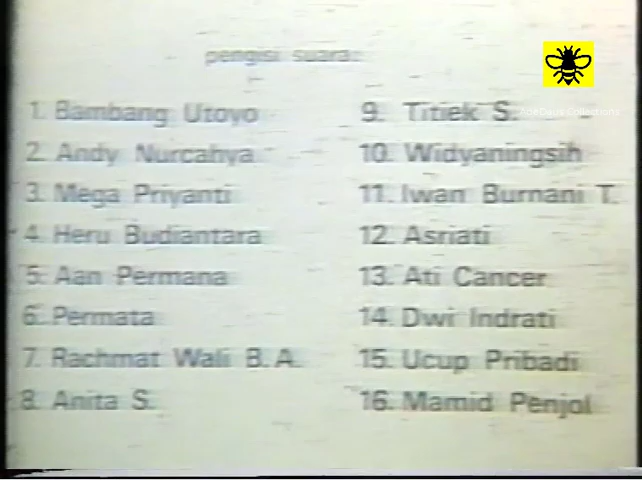 pengisi suara:
1. Bambang Utoyo
2. Andy Nurcahya
3. Mega Priyanti
4. Heru Budiantara
5. Aan Permana
6. Permata
7. Rachmat Wali B.A.
8. Anita S.
9. Titiek S.
10. Widyaningsih
11. Iwan Burnani T.
12. Asriati
13. Ati Cancer
14. Dwi Indrati
15. Ucup Pribadi
16. Mamid Penjol